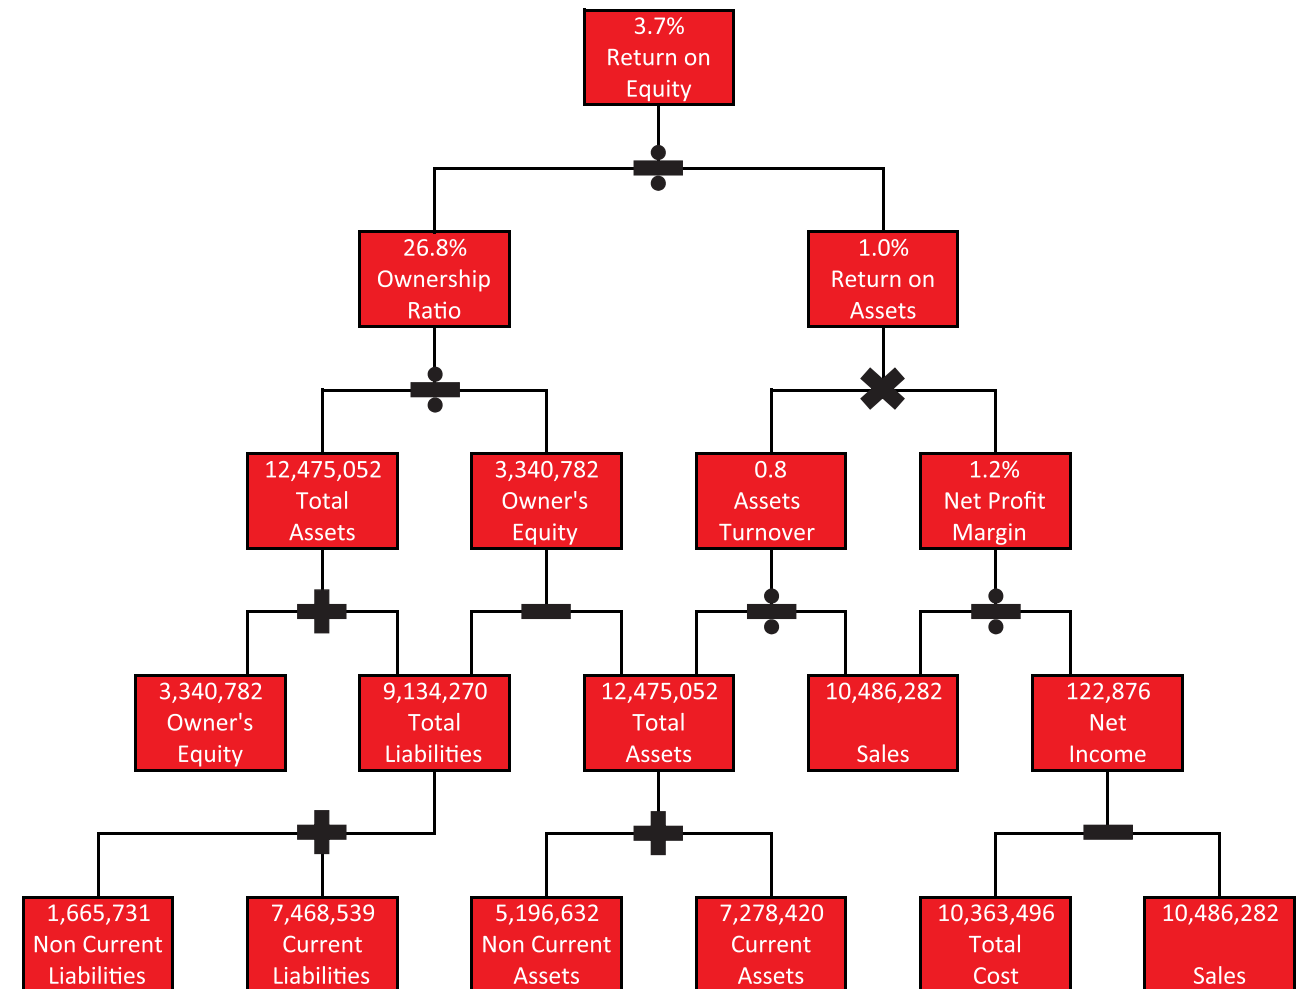 3.7%
Return on
Equity
26.8%
Ownership
Ratio
1.0%
Return on
Assets
12,475,052
Total
Assets
3,340,782
Owner's
Equity
0.8
Assets
Turnover
1.2%
Net Profit
Margin
3,340,782
Owner's
Equity
9,134,270
Total
Liabilities
12,475,052
Total
Assets
10,486,282
Sales
122,876
Net
Income
1,665,731
Non Current
Liabilities
7,468,539
Current
Liabilities
5,196,632
Non Current
Assets
7,278,420
Current
Assets
10,363,496
Total
Cost
10,486,282
Sales